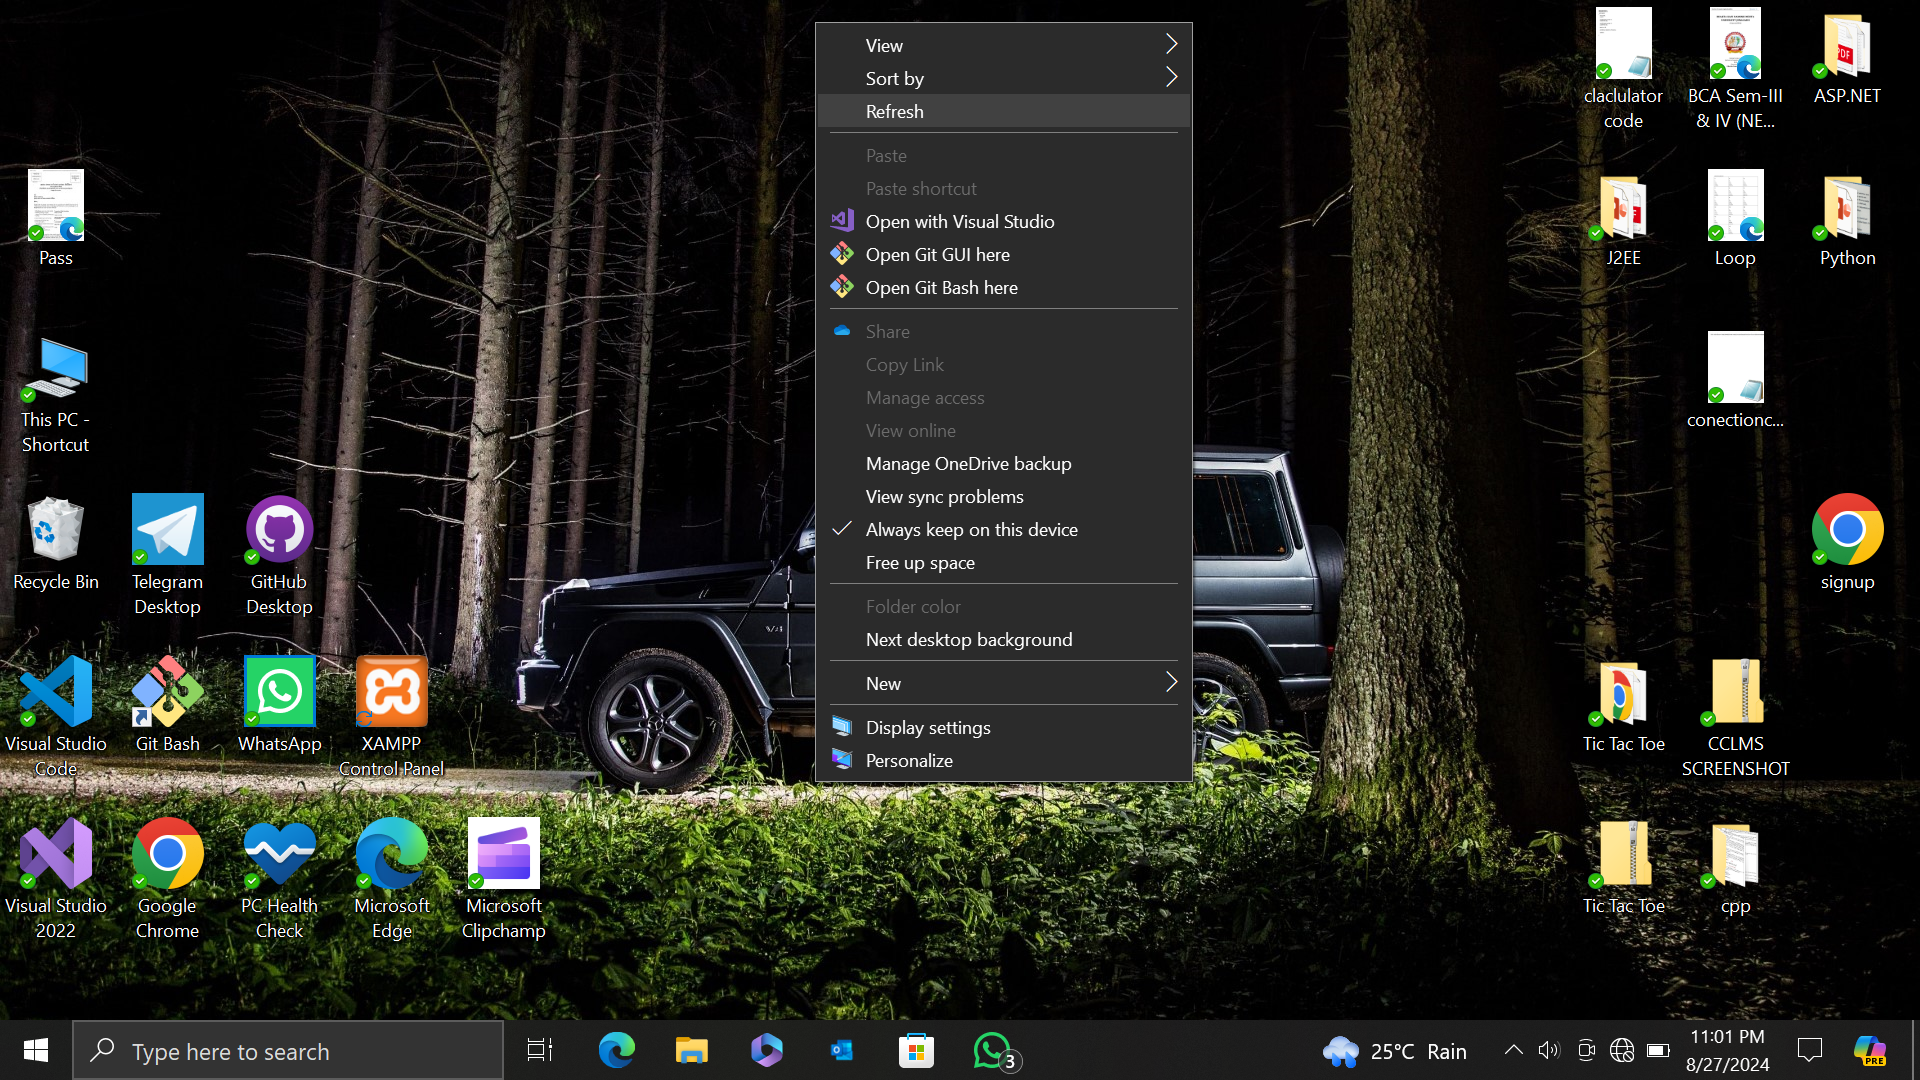 View
Sort by
Refresh
Paste
Paste shortcut
Open with Visual Studio
Open Git GUI here
Open Git Bash here
Share
Copy Link
Manage access
View online
Manage OneDrive backup
View sync problems
Always keep on this device
Free up space
Folder color
Next desktop background
New
Display settings
Personalize
Pass
This PC -
Shortcut
Recycle Bin
Telegram
Desktop
GitHub
Desktop
Visual Studio
Code
Git Bash
WhatsApp
XAMPP
Control Panel
Visual Studio
2022
Google
Chrome
PC Health
Check
Microsoft
Edge
Microsoft
Clipchamp
claclulator
code
BCA Sem-III
& IV (NE...
ASP.NET
J2EE
Loop
Python
conectionc...
signup
Tic Tac Toe
CCLMS
SCREENSHOT
Tic Tac Toe
cpp
PDF
Type here to search
3
25°C Rain
11:01 PM
8/27/2024
PRE